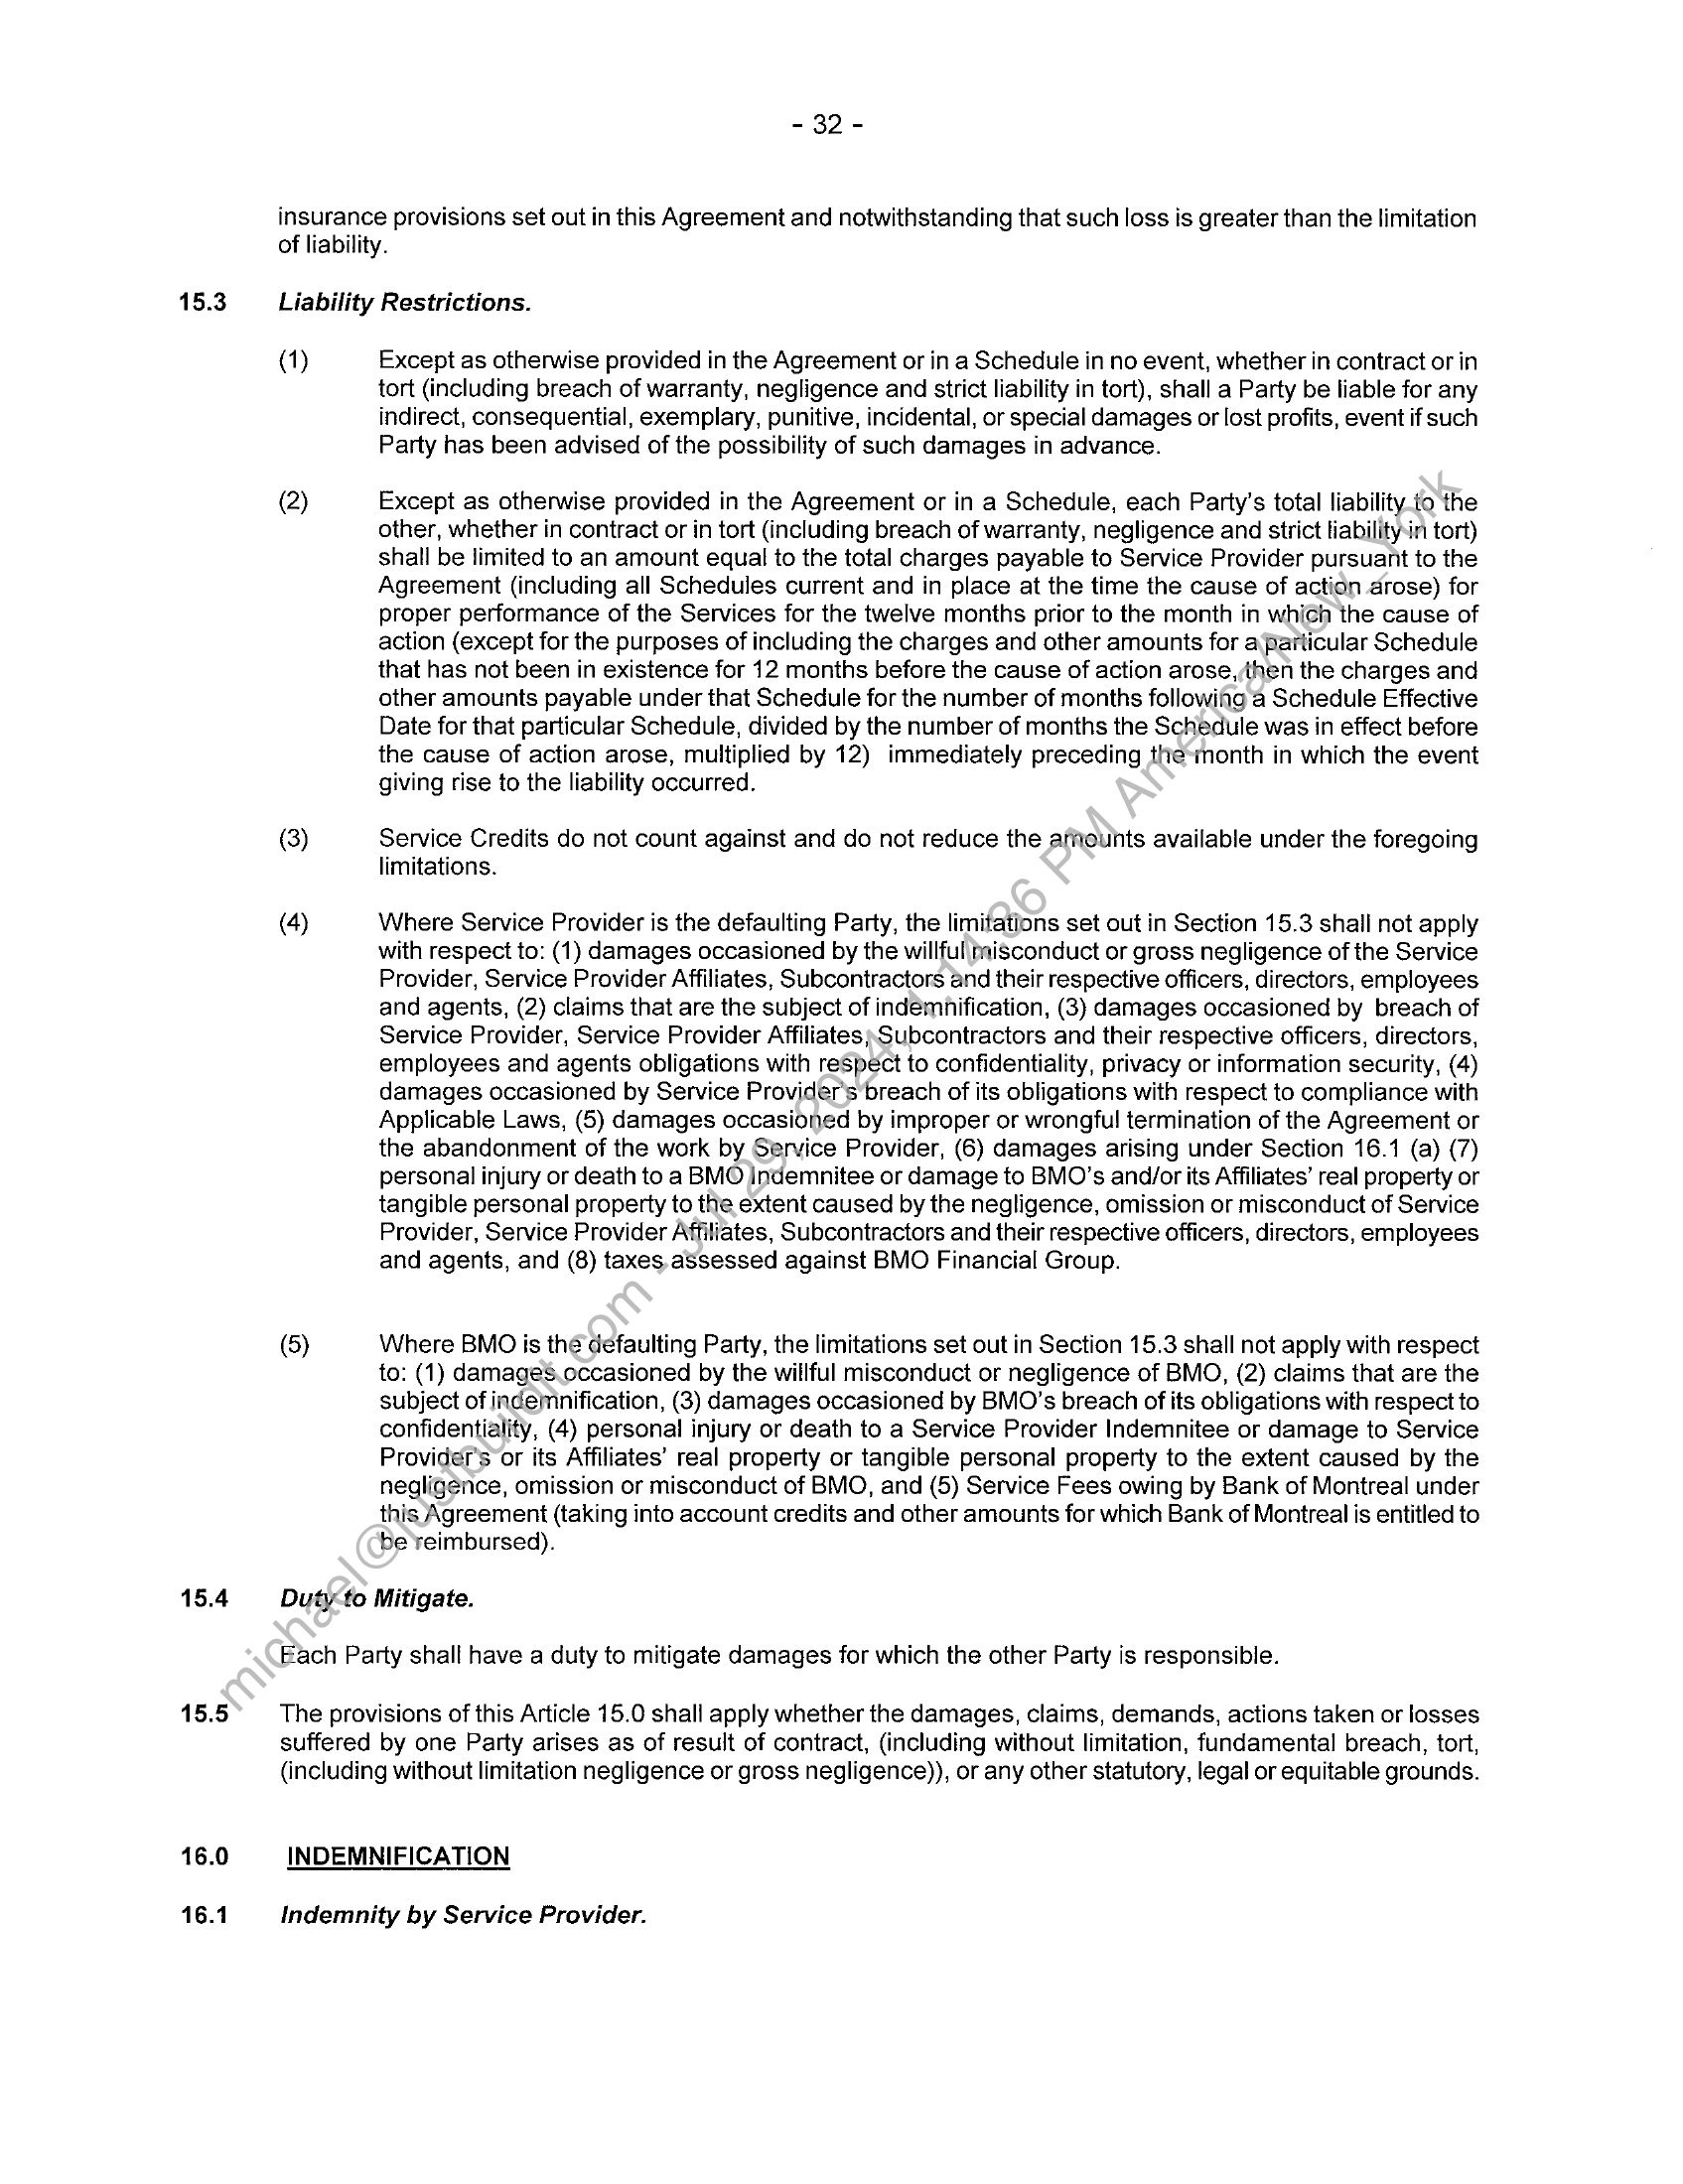 - 32 -
insurance provisions set out in this Agreement and notwithstanding that such loss is greater than the limitation
of liability.
15.3 Liability Restrictions.
(1) Except as otherwise provided in the Agreement or in a Schedule in no event, whether in contract or in
tort (including breach of warranty, negligence and strict liability in tort), shall a Party be liable for any
indirect, consequential, exemplary, punitive, incidental, or special damages or lost profits, event if such
Party has been advised of the possibility of such damages in advance.
(2) Except as otherwise provided in the Agreement or in a Schedule, each Party's total liability to the
other, whether in contract or in tort (including breach of warranty, negligence and strict liability in tort)
shall be limited to an amount equal to the total charges payable to Service Provider pursuant to the
Agreement (including all Schedules current and in place at the time the cause of action arose) for
proper performance of the Services for the twelve months prior to the month in which the cause of
action (except for the purposes of including the charges and other amounts for a particular Schedule
that has not been in existence for 12 months before the cause of action arose, then the charges and
other amounts payable under that Schedule for the number of months following a Schedule Effective
Date for that particular Schedule, divided by the number of months the Schedule was in effect before
the cause of action arose, multiplied by 12) immediately preceding the month in which the event
giving rise to the liability occurred.
(3) Service Credits do not count against and do not reduce the amounts available under the foregoing
limitations.
(4) Where Service Provider is the defaulting Party, the limitations set out in Section 15.3 shall not apply
with respect to: (1) damages occasioned by the willful misconduct or gross negligence of the Service
Provider, Service Provider Affiliates, Subcontractors and their respective officers, directors, employees
and agents, (2) claims that are the subject of indemnification, (3) damages occasioned by breach of
Service Provider, Service Provider Affiliates, Subcontractors and their respective officers, directors,
employees and agents obligations with respect to confidentiality, privacy or information security, (4)
damages occasioned by Service Provider's breach of its obligations with respect to compliance with
Applicable Laws, (5) damages occasioned by improper or wrongful termination of the Agreement or
the abandonment of the work by Service Provider, (6) damages arising under Section 16.1 (a) (7)
personal injury or death to a BMO Indemnitee or damage to BMO's and/or its Affiliates' real property or
tangible personal property to the extent caused by the negligence, omission or misconduct of Service
Provider, Service Provider Affiliates, Subcontractors and their respective officers, directors, employees
and agents, and (8) taxes assessed against BMO Financial Group.
(5) Where BMO is the defaulting Party, the limitations set out in Section 15.3 shall not apply with respect
to: (1) damages occasioned by the willful misconduct or negligence of BMO, (2) claims that are the
subject of indemnification, (3) damages occasioned by BMO's breach of its obligations with respect to
confidentiality, (4) personal injury or death to a Service Provider Indemnitee or damage to Service
Provider's or its Affiliates' real property or tangible personal property to the extent caused by the
negligence, omission or misconduct of BMO, and (5) Service Fees owing by Bank of Montreal under
this Agreement (taking into account credits and other amounts for which Bank of Montreal is entitled to
be reimbursed).
15.4 Duty to Mitigate.
Each Party shall have a duty to mitigate damages for which the other Party is responsible.
15.5 The provisions of this Article 15.0 shall apply whether the damages, claims, demands, actions taken or losses
suffered by one Party arises as of result of contract, (including without limitation, fundamental breach, tort,
(including without limitation negligence or gross negligence)), or any other statutory, legal or equitable grounds.
16.0 INDEMNIFICATION
16.1 Indemnity by Service Provider.
michael@justbuildit.com - Jul 29, 2024, 1:14:36 PM America/New_York